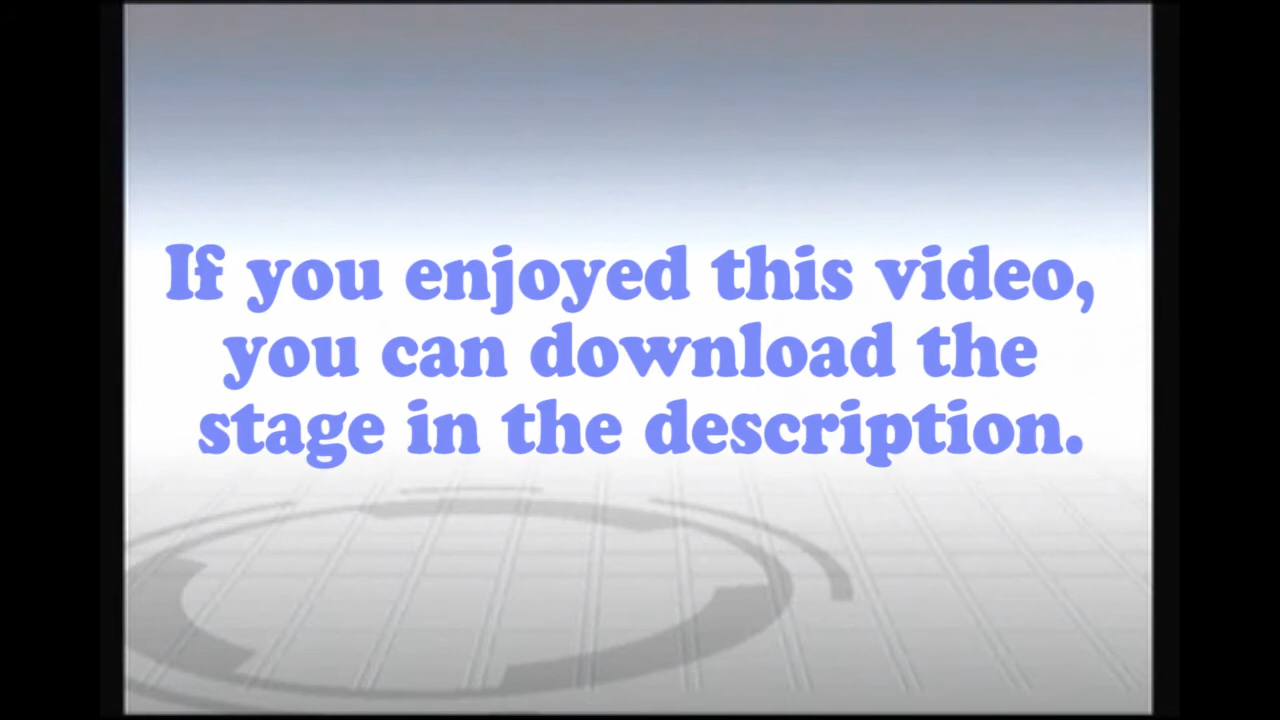 If you enjoyed this video,
you can download the
stage in the description.